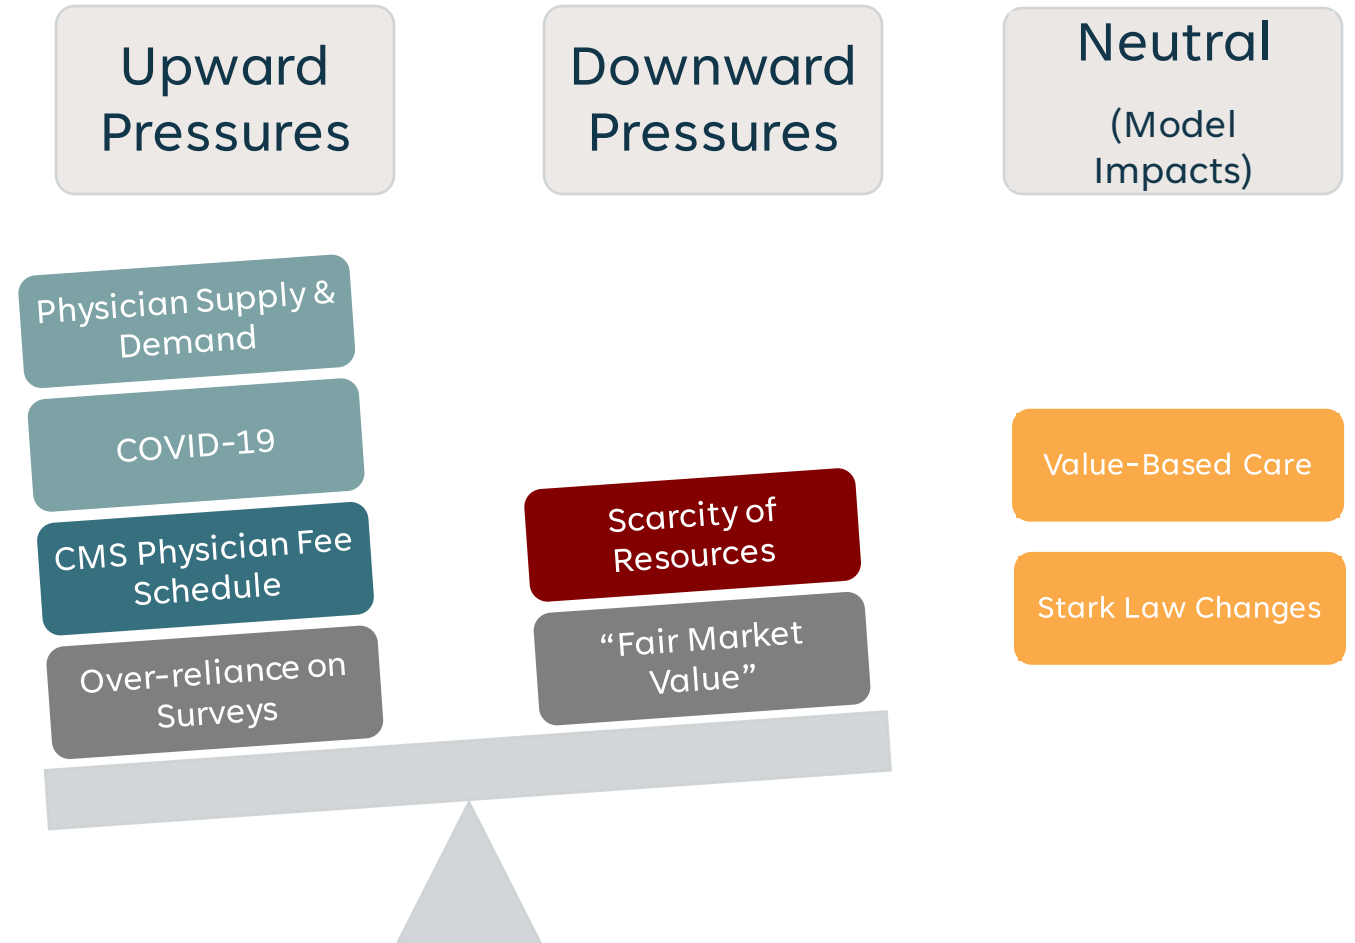 Upward
Pressures
Downward
Pressures
Neutral
(Model
Impacts)
Physician Supply &
Demand
COVID-19
CMS Physician Fee
Schedule
Over-reliance on
Surveys
Scarcity of
Resources
“Fair Market
Value”
Value-Based Care
Stark Law Changes